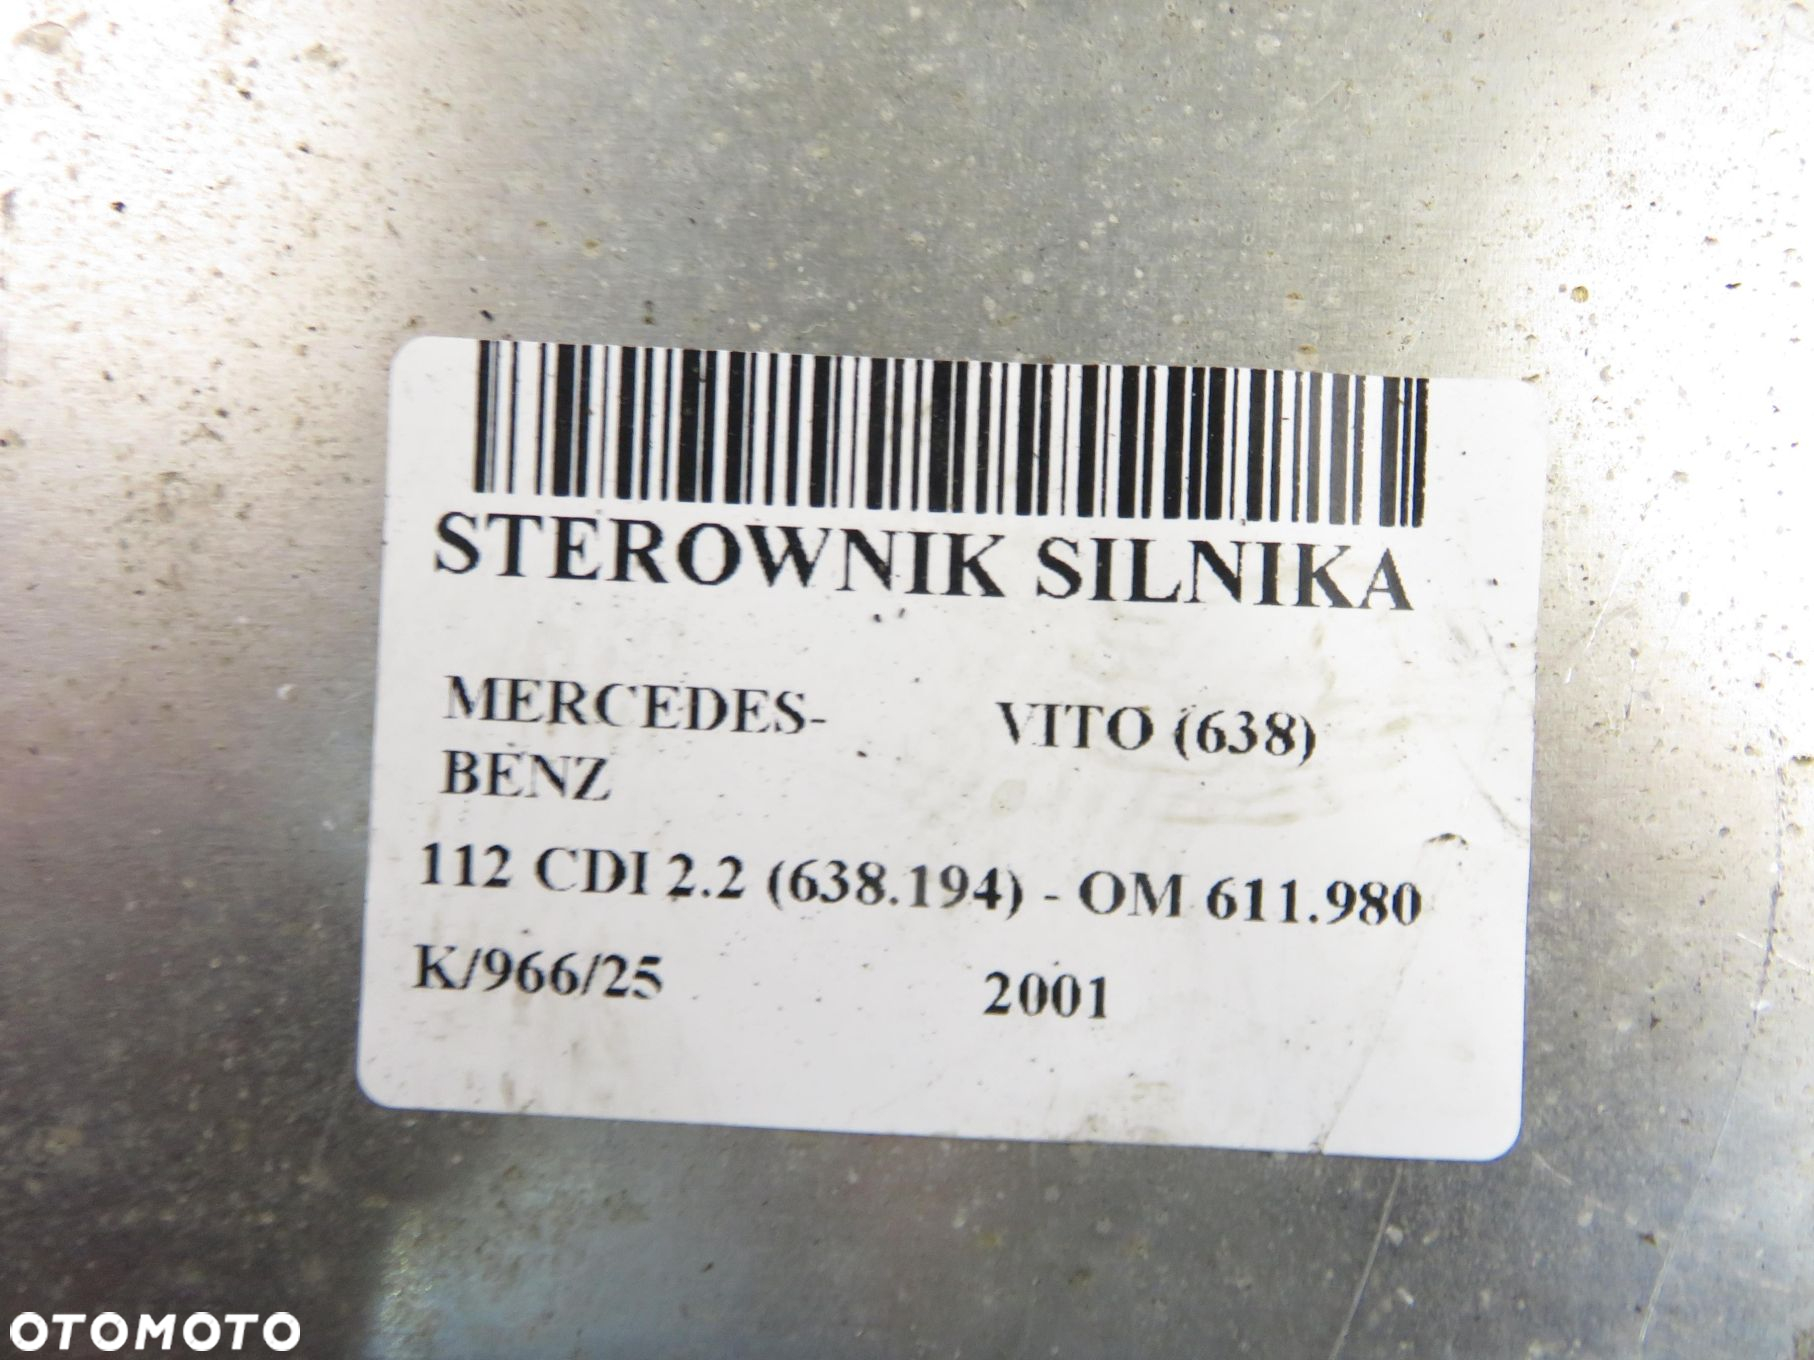 STEROWNIK SILNIKA
MERCEDES-
BENZ
VITO (638)
112 CDI 2.2 (638.194) - OM 611.980
K/966/25
2001
OTOMOTO